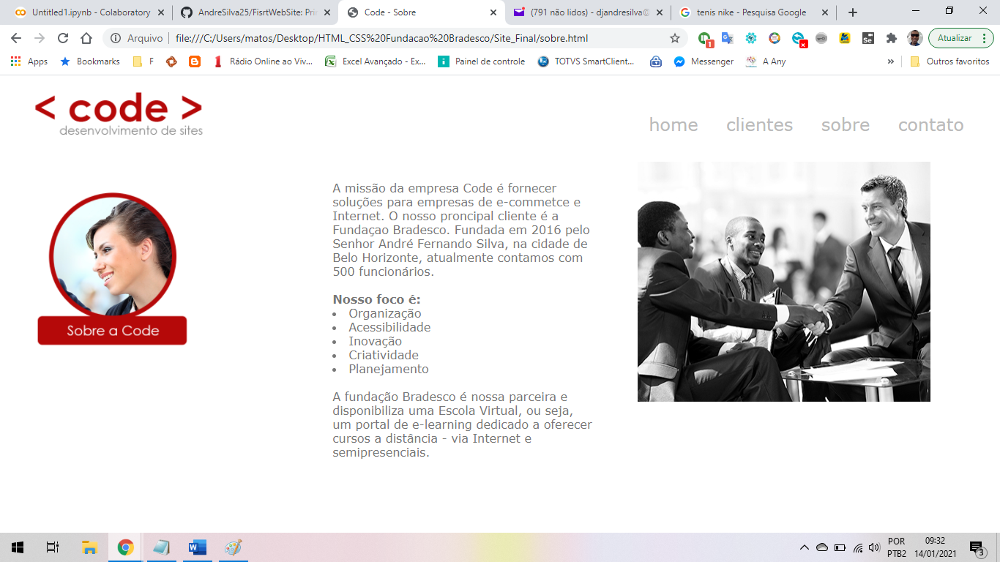 Untitled1.ipynb - Colaboratory
AndreSilva25/FisrtWebSite: Prin
Code - Sobre
(791 não lidos) - djandresilva@
tenis nike - Pesquisa Google
Arquivo
file:///C:/Users/matos/Desktop/HTML_CSS%20Fundacao%20Bradesco/Site_Final/sobre.html
1
Se
x
Atualizar
Apps
Bookmarks
F
1 Rádio Online ao Viv...
Excel Avançado - Ex...
Painel de controle
TOTVS SmartClient...
Messenger
A Any
»
Outros favoritos
< code >
desenvolvimento de sites
home clientes sobre contato
Sobre a Code
A missão da empresa Code é fornecer
soluções para empresas de e-commetce e
Internet. O nosso proncipal cliente é a
Fundaçao Bradesco. Fundada em 2016 pelo
Senhor André Fernando Silva, na cidade de
Belo Horizonte, atualmente contamos com
500 funcionários.
Nosso foco é:
• Organização
• Acessibilidade
• Inovação
• Criatividade
• Planejamento
A fundação Bradesco é nossa parceira e
disponibiliza uma Escola Virtual, ou seja,
um portal de e-learning dedicado a oferecer
cursos a distância - via Internet e
semipresenciais.
POR
PTB2
09:32
14/01/2021
3